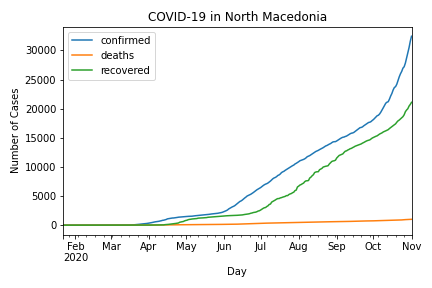 COVID-19 in North Macedonia
confirmed
deaths
recovered
Number of Cases
30000
25000
20000
15000
10000
5000
0
Feb Mar Apr May Jun Jul Aug Sep Oct Nov
2020
Day